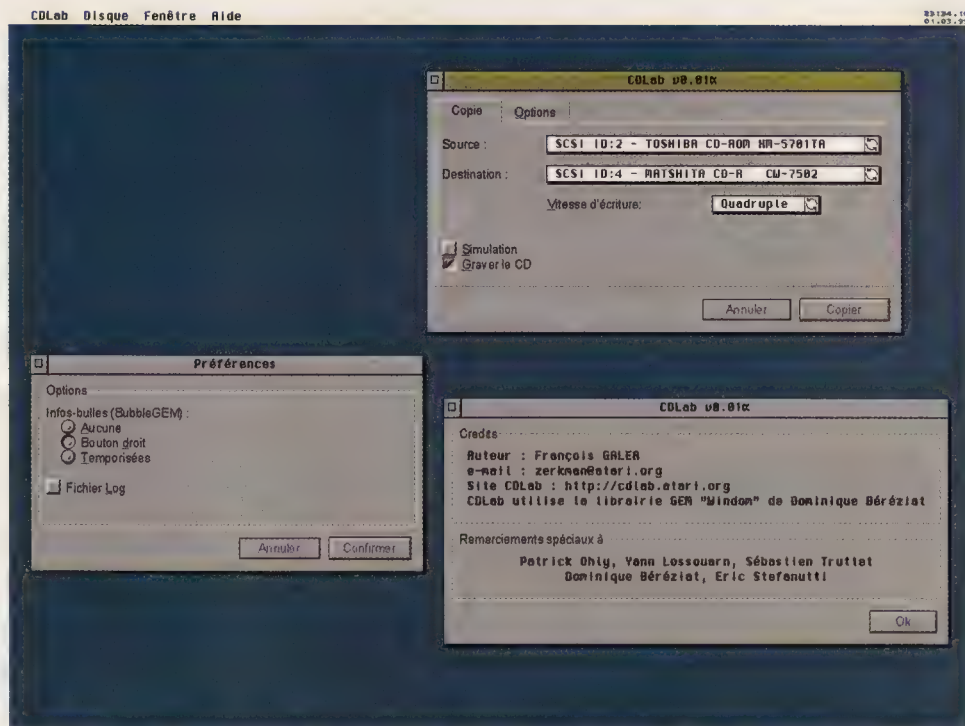 CDLab Disque Fenêtre Aide
CDLab v0.01α
Copie Options
Source : SCSI ID:2 - TOSHIBA CD-ROM XM-5701TA
Destination : SCSI ID:4 - MATSHITA CD-R CW-7502
Vitesse d'écriture: Quadruple
Simulation
Graver le CD
Annuler Copier
Préférences
Options
Infos-bulles (BubbleGEM) :
Aucune
Bouton droit
Temporisées
Fichier Log
Annuler Confirmer
CDLab v0.01α
Credits
Auteur : François GALEA
e-mail : zerkman@atari.org
Site CDLab : http://cdlab.atari.org
CDLab utilise la librairie GEM "Windom" de Dominique Béréziat
Remerciements spéciaux à
Patrick Ohly, Yann Lossouarn, Sébastien Truttet
Dominique Béréziat, Eric Stefanutti
Ok